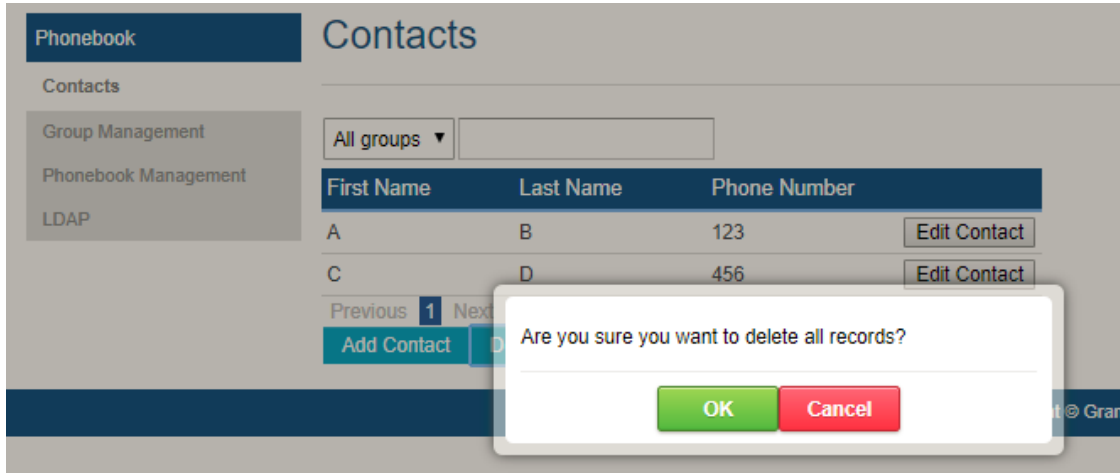 Phonebook
Contacts
Group Management
Phonebook Management
LDAP
Contacts
All groups ▼
First Name Last Name Phone Number
A B 123 Edit Contact
C D 456 Edit Contact
Previous 1 Next
Add Contact
Are you sure you want to delete all records?
OK Cancel
©